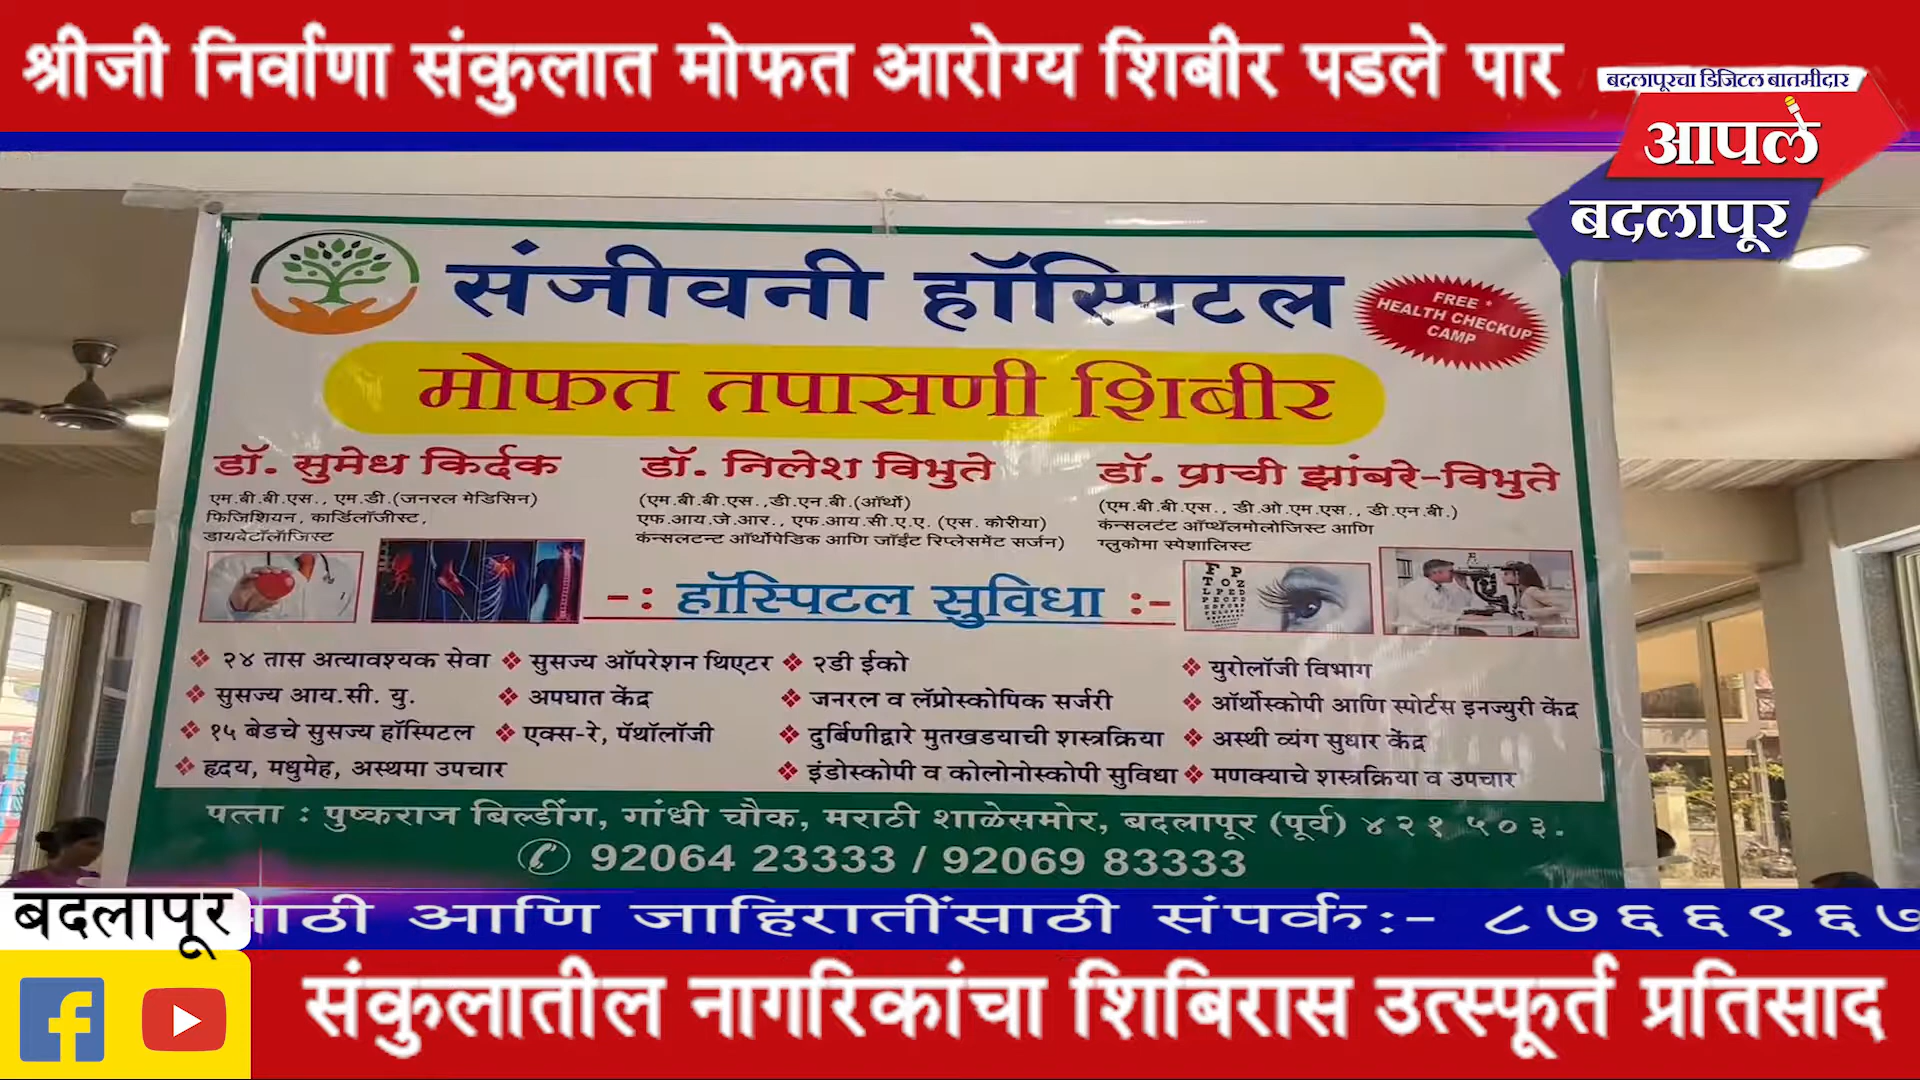 श्रीजी निर्वाणा संकुलात मोफत आरोग्य शिबीर पडले पार
बदलापूरचा डिजिटल बातमीदार
आपले
बदलापूर
संजीवनी हॉस्पिटल
FREE *
HEALTH CHECKUP
CAMP
मोफत तपासणी शिबीर
डॉ. सुमेध किर्दक
एम.बी.बी.एस., एम.डी.(जनरल मेडिसिन)
फिजिशियन, कार्डिलॉजीस्ट,
डायबेटॉलॉजिस्ट
डॉ. निलेश विभुते
(एम.बी.बी.एस.,डी.एन.बी.(ऑर्थो)
एफ.आय.जे.आर., एफ.आय.सी.ए.ए. (एस. कोरीया)
कॅन्सलटन्ट ऑर्थोपेडिक आणि जॉईंट रिप्लेसमेंट सर्जन)
डॉ. प्राची झांबरे-विभुते
(एम.बी.बी.एस., डी.ओ.एम.एस., डी.एन.बी.)
कॅन्सलटंट ऑप्थॅलमोलोजिस्ट आणि
ग्लुकोमा स्पेशालिस्ट
-: हॉस्पिटल सुविधा :-
२४ तास अत्यावश्यक सेवा
सुसज्य आय.सी. यु.
१५ बेडचे सुसज्य हॉस्पिटल
हृदय, मधुमेह, अस्थमा उपचार
सुसज्य ऑपरेशन थिएटर
अपघात केंद्र
एक्स-रे, पॅथॉलॉजी
२डी ईको
जनरल व लॅप्रोस्कोपिक सर्जरी
दुर्बिणीद्वारे मुतखडयाची शस्त्रक्रिया
इंडोस्कोपी व कोलोनोस्कोपी सुविधा
युरोलॉजी विभाग
ऑर्थोस्कोपी आणि स्पोर्टस इनज्युरी केंद्र
अस्थी व्यंग सुधार केंद्र
मणक्याचे शस्त्रक्रिया व उपचार
पत्ता : पुष्कराज बिल्डींग, गांधी चौक, मराठी शाळेसमोर, बदलापूर (पूर्व) ४२१ ५०३.
92064 23333 / 92069 83333
बदलापूर
आणि जाहिरातींसाठी संपर्क:- ८७६६९६७
संकुलातील नागरिकांचा शिबिरास उत्स्फूर्त प्रतिसाद